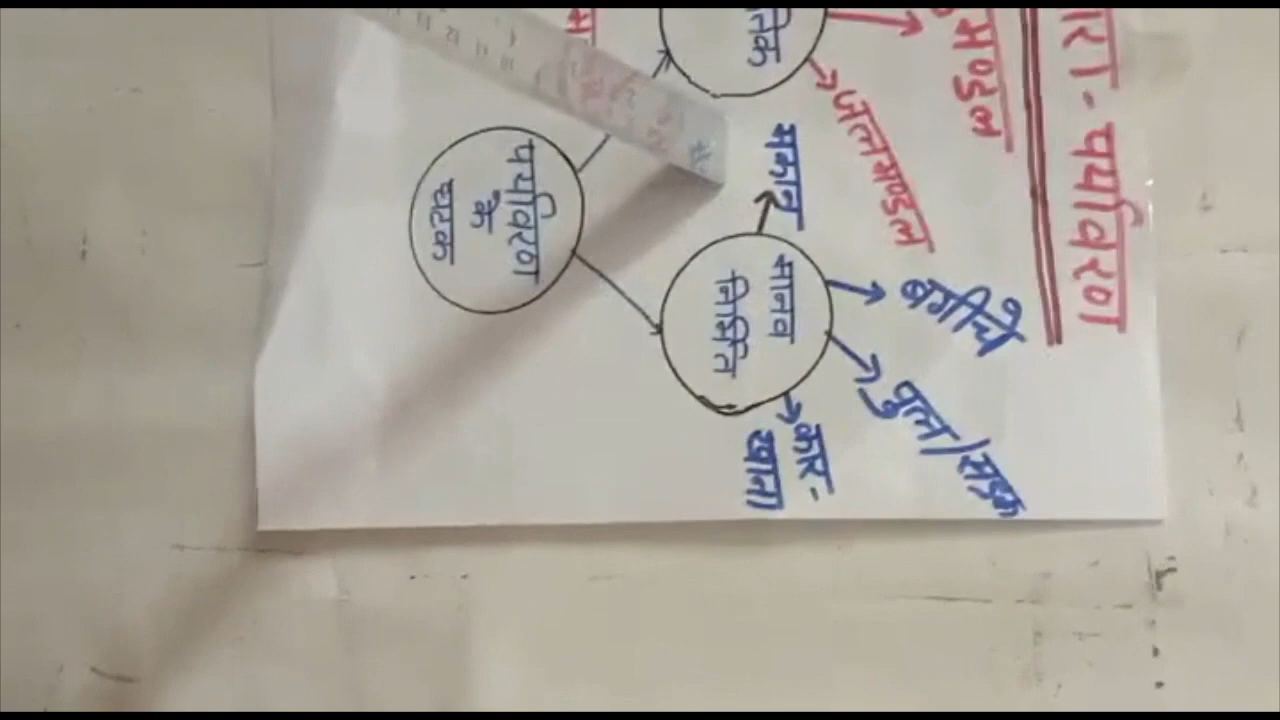 पर्यावरण
मण्डल
जलमण्डल
मकान
बगीचे
पुल/सड़क
कार=
खाना
मानव
निर्मित
पर्यावरण
के
घटक